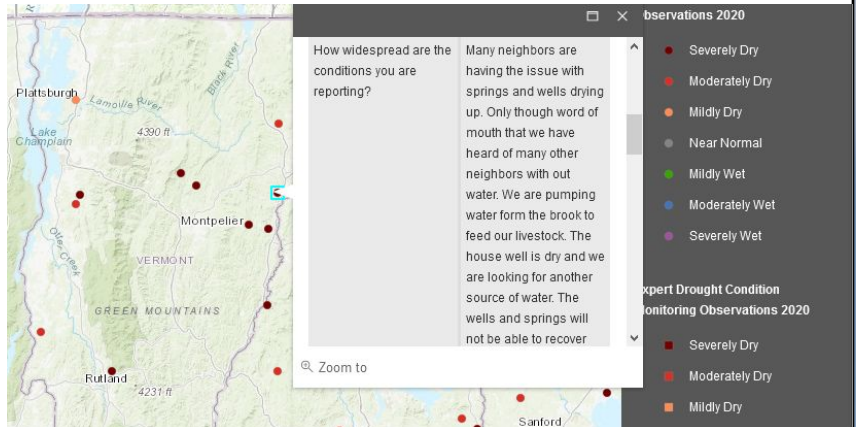 bservations 2020
How widespread are the
conditions you are
reporting?
Many neighbors are
having the issue with
springs and wells drying
up. Only though word of
mouth that we have
heard of many other
neighbors with out
water. We are pumping
water form the brook to
feed our livestock. The
house well is dry and we
are looking for another
source of water. The
wells and springs will
not be able to recover
Zoom to
Severely Dry
Moderately Dry
Mildly Dry
Near Normal
Mildly Wet
Moderately Wet
Severely Wet
xpert Drought Condition
onitoring Observations 2020
Severely Dry
Moderately Dry
Mildly Dry
Plattsburgh
Lamoille River
Black River
Lake
Champlain
4390 ft
Montpelier
Otter Creek
VERMONT
GREEN MOUNTAINS
Rutland
4231 ft
Sanford